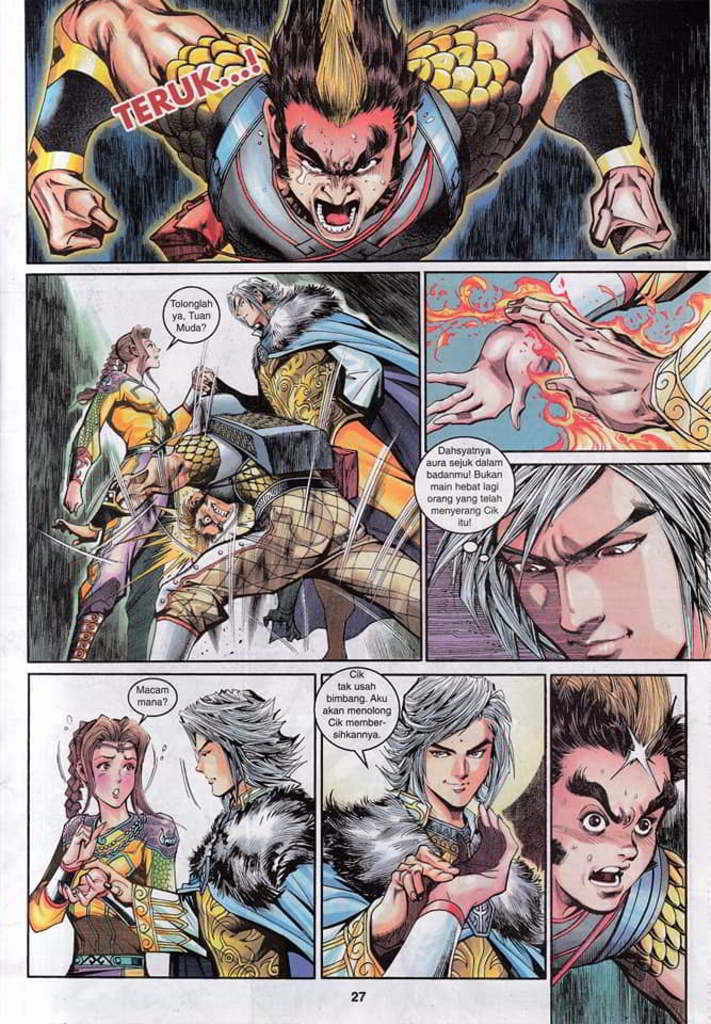 TERUK...!
Tolonglah
ya, Tuan
Muda?
Dahsyatnya
aura sejuk dalam
badanmu! Bukan
main hebat lagi
orang yang telah
menyerang Cik
itu!
Macam
mana?
Cik
tak usah
bimbang. Aku
akan menolong
Cik member-
sihkannya.
27